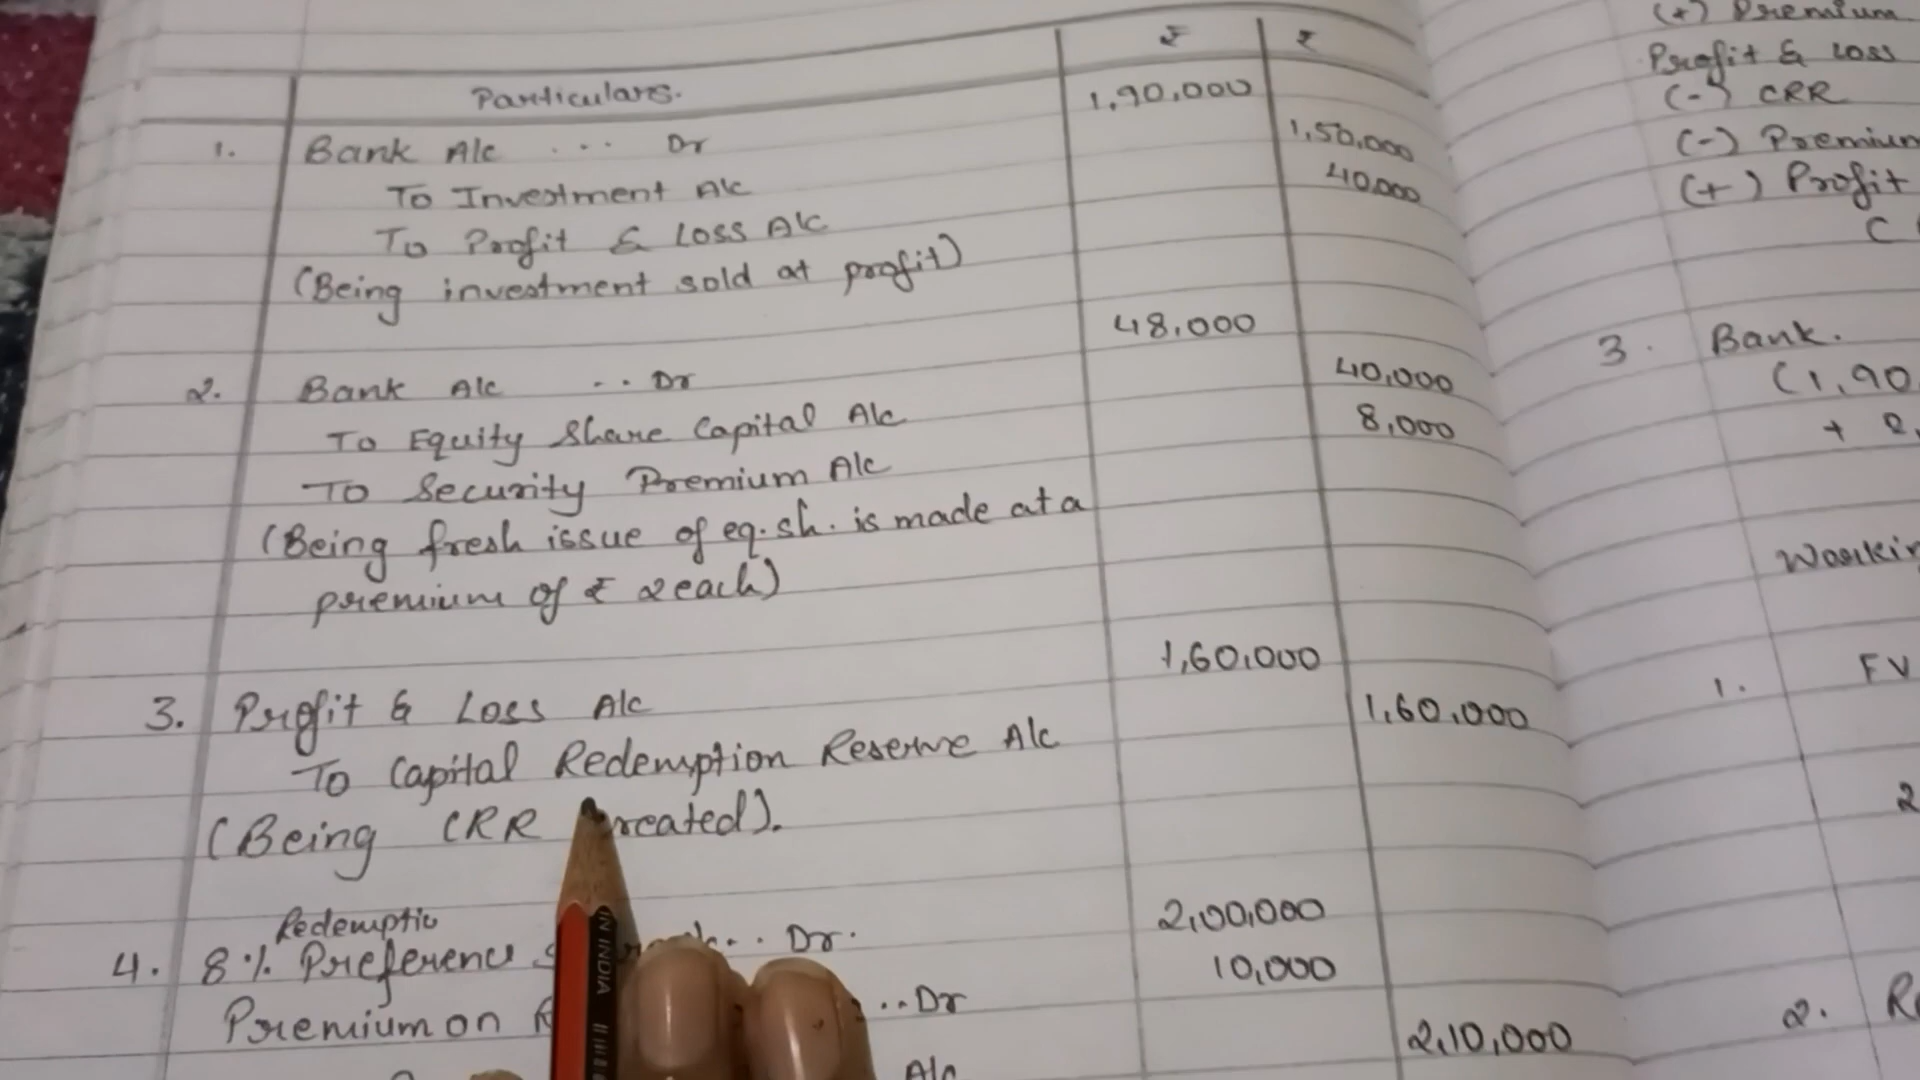 ₹ ₹
Particulars.
1. Bank A/c ... Dr 1,90,000
To Investment A/c 1,50,000
To Profit & Loss A/c 40,000
(Being investment sold at profit)
2. Bank A/c .. Dr 48,000
To Equity Share Capital A/c 40,000
To Security Premium A/c 8,000
(Being fresh issue of eq. sh. is made at a
premium of ₹ 2 each)
3. Profit & Loss A/c 1,60,000
To Capital Redemption Reserve A/c 1,60,000
(Being CRR created).
Redemptio
4. 8% Preference .. Dr. 2,00,000
Premium on .. Dr 10,000
A/c 2,10,000
(+) Premium
Profit & Loss
(-) CRR
(-) Premium
(+) Profit
(
3. Bank.
(1,90,
+
1. FV
2
2.